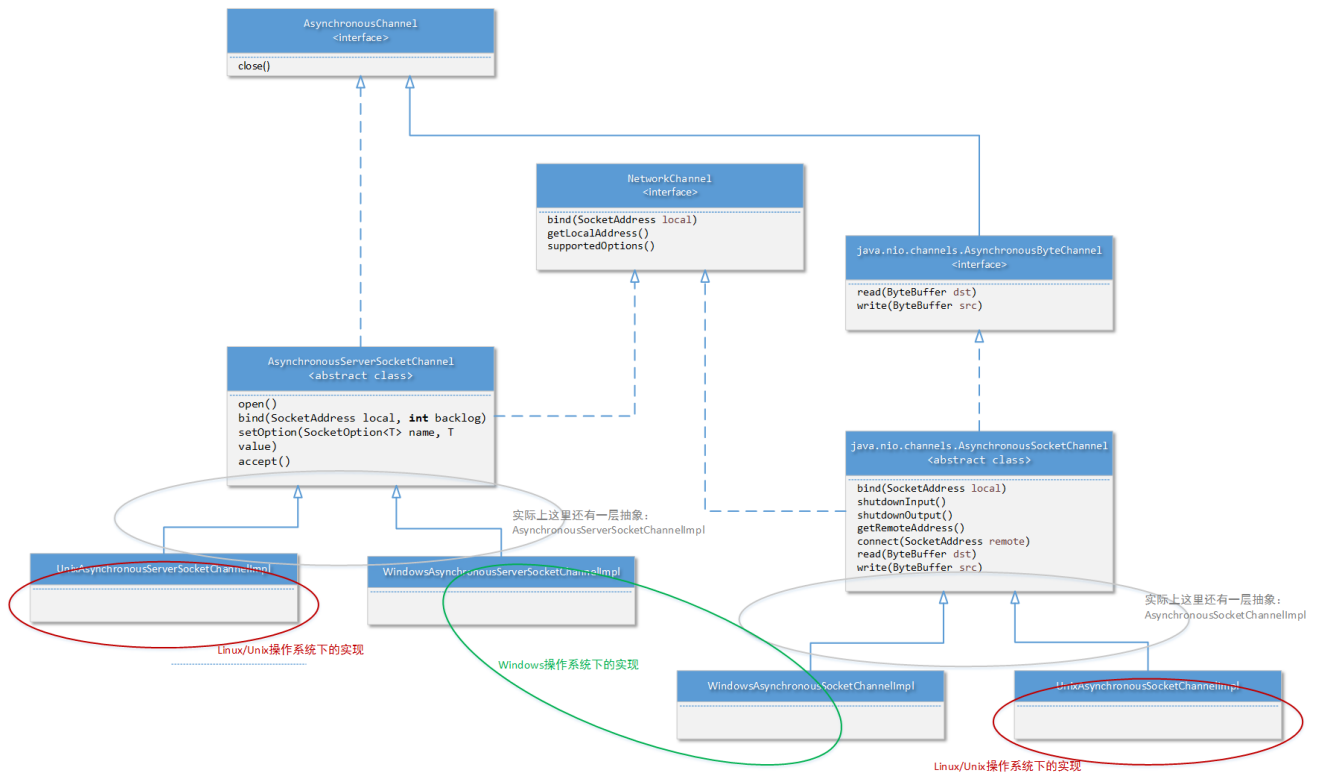 AsynchronousChannel
<interface>
close()
NetworkChannel
<interface>
bind(SocketAddress local)
getLocalAddress()
supportedOptions()
java.nio.channels.AsynchronousByteChannel
<interface>
read(ByteBuffer dst)
write(ByteBuffer src)
AsynchronousServerSocketChannel
<abstract class>
open()
bind(SocketAddress local, int backlog)
setOption(SocketOption<T> name, T
value)
accept()
java.nio.channels.AsynchronousSocketChannel
<abstract class>
bind(SocketAddress local)
shutdownInput()
shutdownOutput()
getRemoteAddress()
connect(SocketAddress remote)
read(ByteBuffer dst)
write(ByteBuffer src)
实际上这里还有一层抽象：
AsynchronousServerSocketChannelImpl
UnixAsynchronousServerSocketChannelImpl
WindowsAsynchronousServerSocketChannelImpl
Linux/Unix操作系统下的实现
Windows操作系统下的实现
实际上这里还有一层抽象：
AsynchronousSocketChannelImpl
WindowsAsynchronousSocketChannelImpl
UnixAsynchronousSocketChannelImpl
Linux/Unix操作系统下的实现